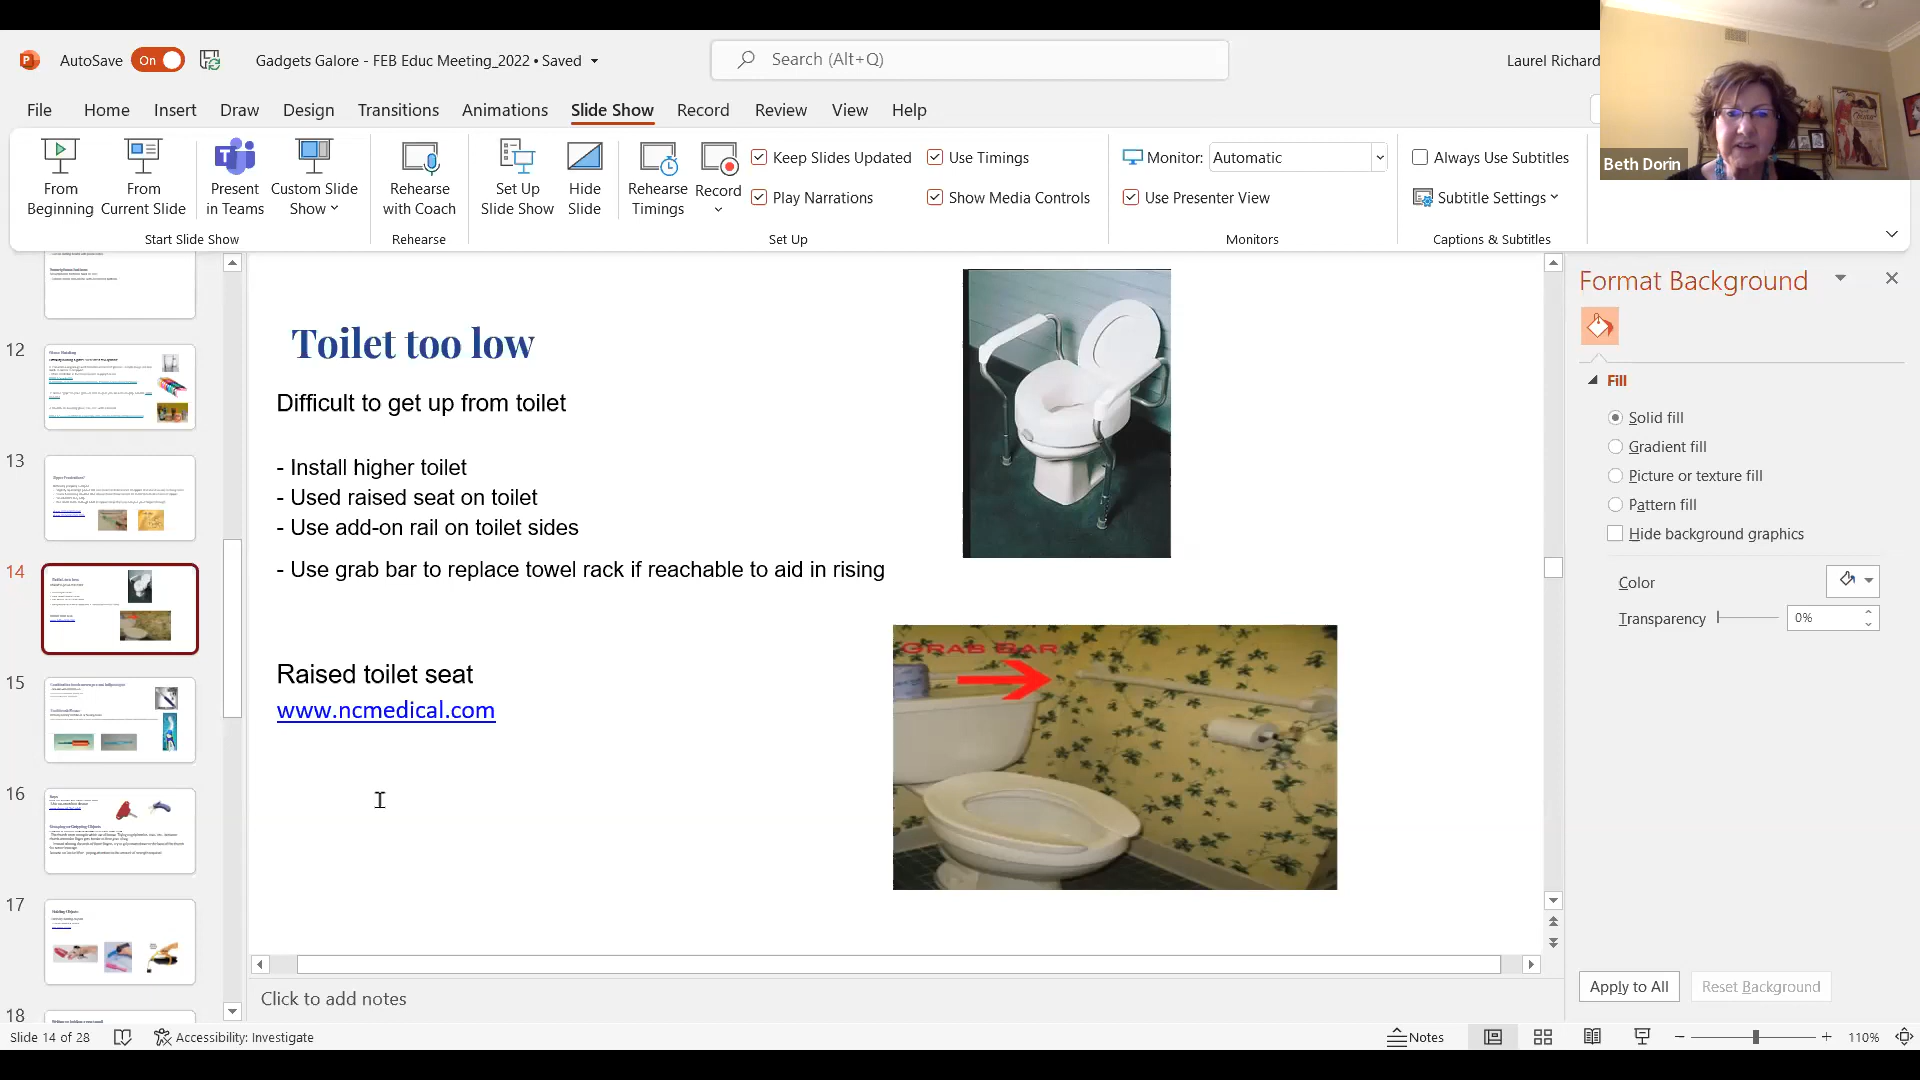 AutoSave On Gadgets Galore - FEB Educ Meeting_2022 • Saved Search (Alt+Q) Laurel Richard
File Home Insert Draw Design Transitions Animations Slide Show Record Review View Help
From Beginning
From Current Slide
Present in Teams
Custom Slide Show
Start Slide Show
Rehearse with Coach
Rehearse
Set Up Slide Show
Hide Slide
Rehearse Timings
Record
Keep Slides Updated
Play Narrations
Use Timings
Show Media Controls
Set Up
Monitor: Automatic
Use Presenter View
Monitors
Always Use Subtitles
Subtitle Settings
Captions & Subtitles
Beth Dorin
12
13
14
15
16
17
18
Toilet too low
Difficult to get up from toilet
- Install higher toilet
- Used raised seat on toilet
- Use add-on rail on toilet sides
- Use grab bar to replace towel rack if reachable to aid in rising
Raised toilet seat
www.ncmedical.com
GRAB BAR
Click to add notes
Format Background
Fill
Solid fill
Gradient fill
Picture or texture fill
Pattern fill
Hide background graphics
Color
Transparency 0%
Apply to All Reset Background
Slide 14 of 28 Accessibility: Investigate Notes 110%